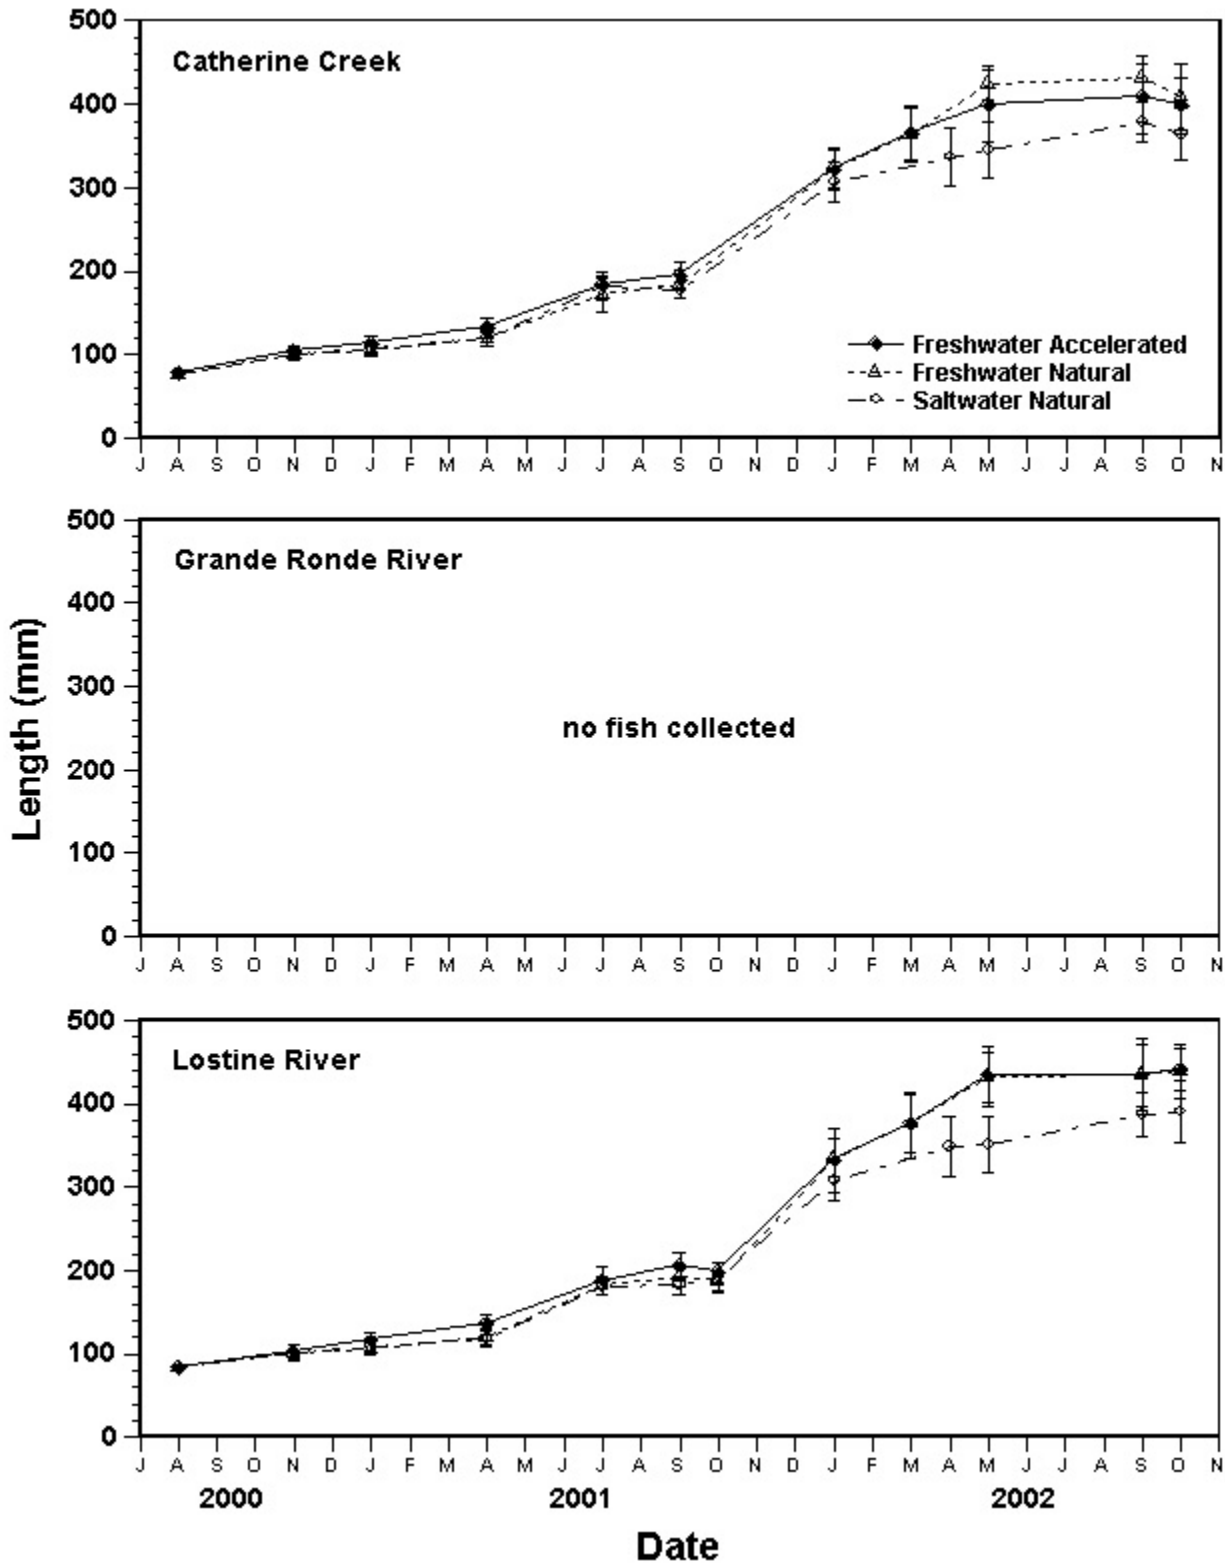 500
Catherine Creek
400
300
200
100
0
Freshwater Accelerated
Freshwater Natural
Saltwater Natural
J A S O N D J F M A M J J A S O N D J F M A M J J A S O N
500
Grande Ronde River
400
300
no fish collected
200
100
0
J A S O N D J F M A M J J A S O N D J F M A M J J A S O N
Length (mm)
500
Lostine River
400
300
200
100
0
J A S O N D J F M A M J J A S O N D J F M A M J J A S O N
2000 2001 2002
Date